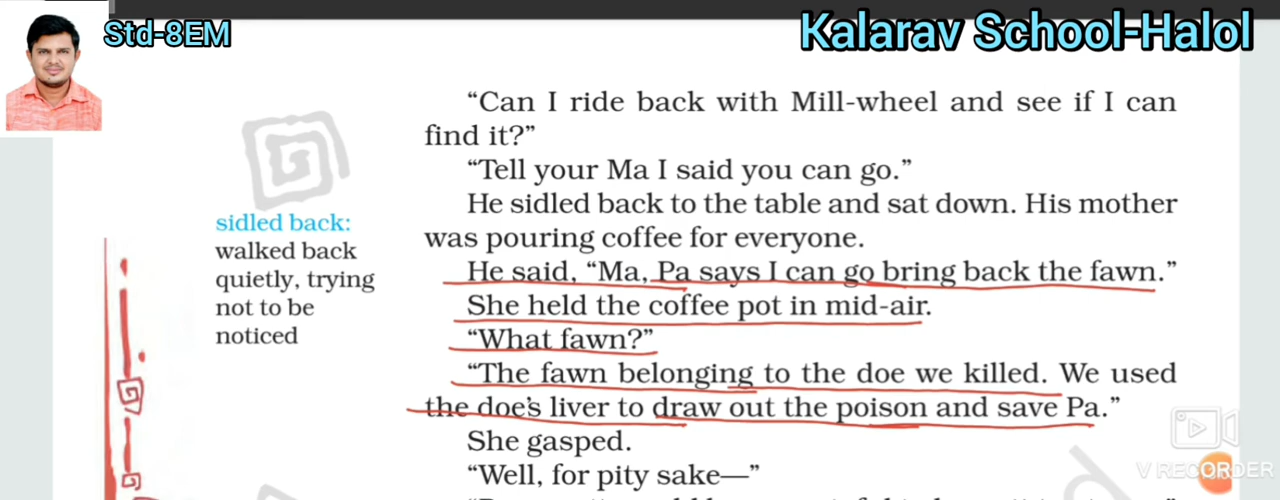 Std-8EM
Kalarav School-Halol
“Can I ride back with Mill-wheel and see if I can
find it?”
“Tell your Ma I said you can go.”
He sidled back to the table and sat down. His mother
was pouring coffee for everyone.
He said, “Ma, Pa says I can go bring back the fawn.”
She held the coffee pot in mid-air.
“What fawn?”
“The fawn belonging to the doe we killed. We used
the doe’s liver to draw out the poison and save Pa.”
She gasped.
“Well, for pity sake—”
sidled back:
walked back
quietly, trying
not to be
noticed
V RECORDER